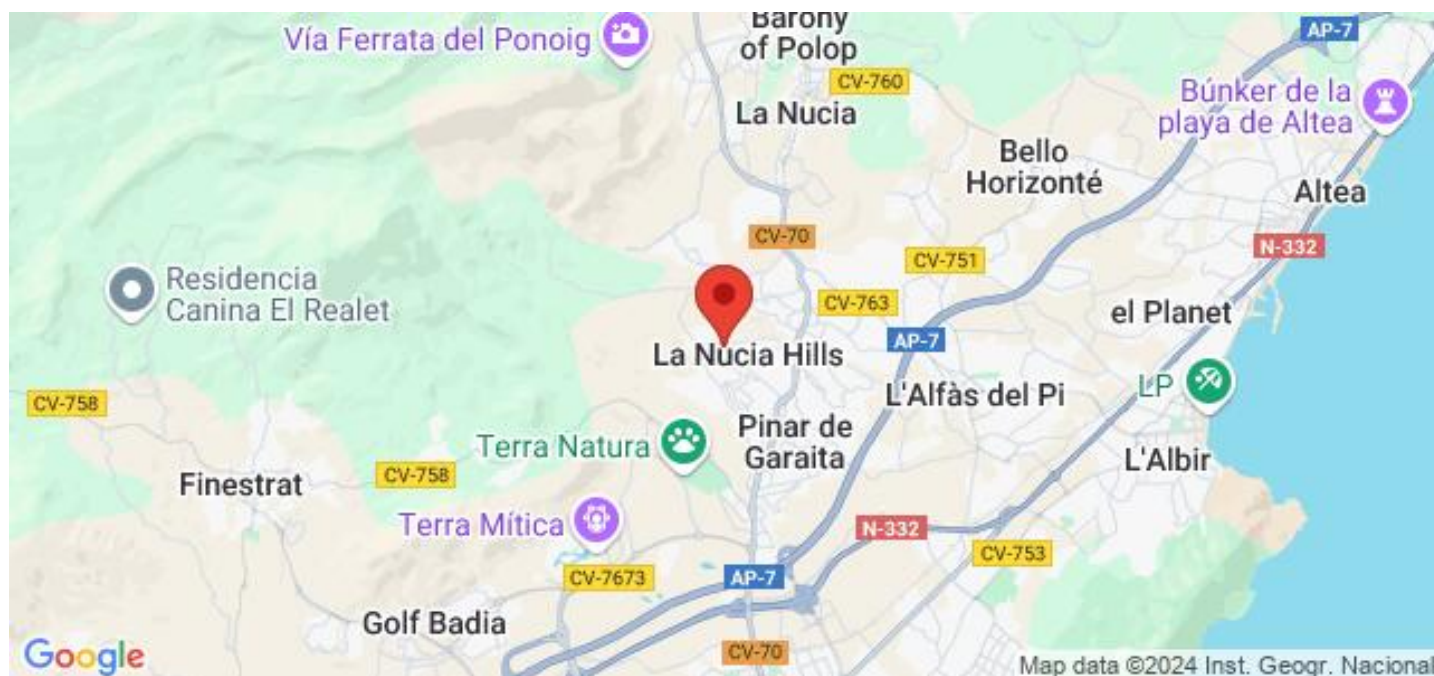 Barony
of Polop
Vía Ferrata del Ponoig
AP-7
CV-760
La Nucia
Búnker de la
playa de Altea
Bello
Horizonté
Altea
CV-70
N-332
CV-751
Residencia
Canina El Realet
CV-763
el Planet
La Nucia Hills
AP-7
L'Alfàs del Pi
LP
CV-758
Pinar de
Garaita
Terra Natura
L'Albir
CV-758
Finestrat
Terra Mítica
N-332
CV-753
CV-7673
AP-7
Golf Badia
CV-70
Google
Map data ©2024 Inst. Geogr. Nacional